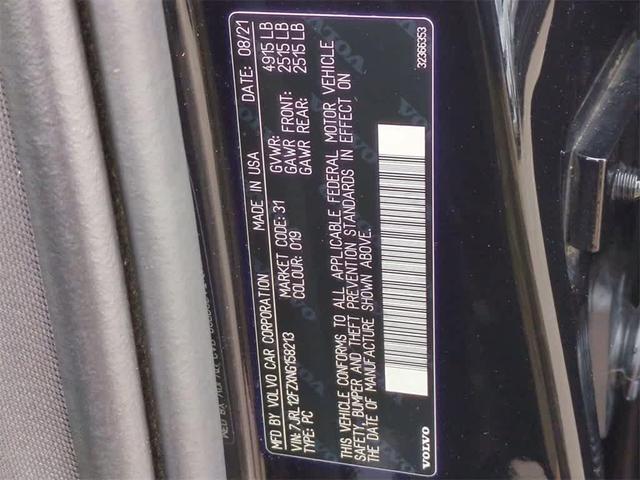 MFD BY VOLVO CAR CORPORATION MADE IN USA DATE: 08/21
VIN: 7JRL12FZXNG158213 MARKET CODE: 31 GVWR: 4915 LB
TYPE: PC COLOUR: 019 GAWR FRONT: 2515 LB
GAWR REAR: 2515 LB
THIS VEHICLE CONFORMS TO ALL APPLICABLE FEDERAL MOTOR VEHICLE
SAFETY, BUMPER AND THEFT PREVENTION STANDARDS IN EFFECT ON
THE DATE OF MANUFACTURE SHOWN ABOVE.
VOLVO 32366353